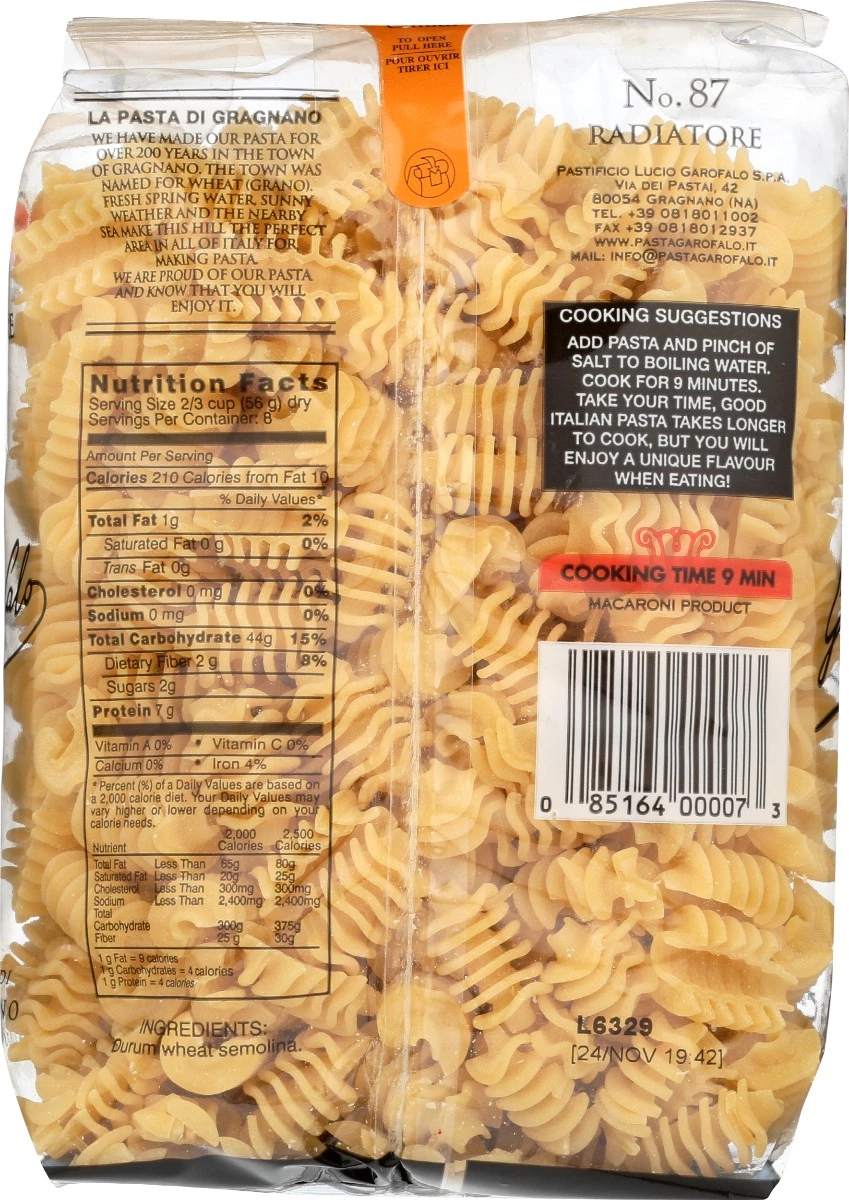 TO OPEN
PULL HERE
POUR OUVRIR
TIRER ICI
LA PASTA DI GRAGNANO
WE HAVE MADE OUR PASTA FOR
OVER 200 YEARS IN THE TOWN
OF GRAGNANO. THE TOWN WAS
NAMED FOR WHEAT (GRANO).
FRESH SPRING WATER, SUNNY
WEATHER AND THE NEARBY
SEA MAKE THIS HILL THE PERFECT
AREA IN ALL OF ITALY FOR
MAKING PASTA.
WE ARE PROUD OF OUR PASTA
AND KNOW THAT YOU WILL
ENJOY IT.
Nutrition Facts
Serving Size 2/3 cup (56 g) dry
Servings Per Container: 8
Amount Per Serving
Calories 210 Calories from Fat 10
% Daily Values*
Total Fat 1g 2%
Saturated Fat 0 g 0%
Trans Fat 0g
Cholesterol 0 mg 0%
Sodium 0 mg 0%
Total Carbohydrate 44g 15%
Dietary Fiber 2 g 8%
Sugars 2g
Protein 7 g
Vitamin A 0% * Vitamin C 0%
Calcium 0% * Iron 4%
*Percent (%) of a Daily Values are based on
a 2,000 calorie diet. Your Daily Values may
vary higher or lower depending on your
calorie needs.
2,000 2,500
Nutrient Calories Calories
Total Fat Less Than 65g 80g
Saturated Fat Less Than 20g 25g
Cholesterol Less Than 300mg 300mg
Sodium Less Than 2,400mg 2,400mg
Total
Carbohydrate 300g 375g
Fiber 25 g 30g
1 g Fat = 9 calories
1 g Carbohydrates = 4 calories
1 g Protein = 4 calories
INGREDIENTS:
Durum wheat semolina.
No. 87
RADIATORE
PASTIFICIO LUCIO GAROFALO S.P.A.
VIA DEI PASTAI, 42
80054 GRAGNANO (NA)
TEL. +39 0818011002
FAX +39 0818012937
WWW.PASTAGAROFALO.IT
MAIL: INFO@PASTAGAROFALO.IT
COOKING SUGGESTIONS
ADD PASTA AND PINCH OF
SALT TO BOILING WATER.
COOK FOR 9 MINUTES.
TAKE YOUR TIME, GOOD
ITALIAN PASTA TAKES LONGER
TO COOK, BUT YOU WILL
ENJOY A UNIQUE FLAVOUR
WHEN EATING!
COOKING TIME 9 MIN
MACARONI PRODUCT
0 85164 00007 3
L6329
[24/NOV 19:42]